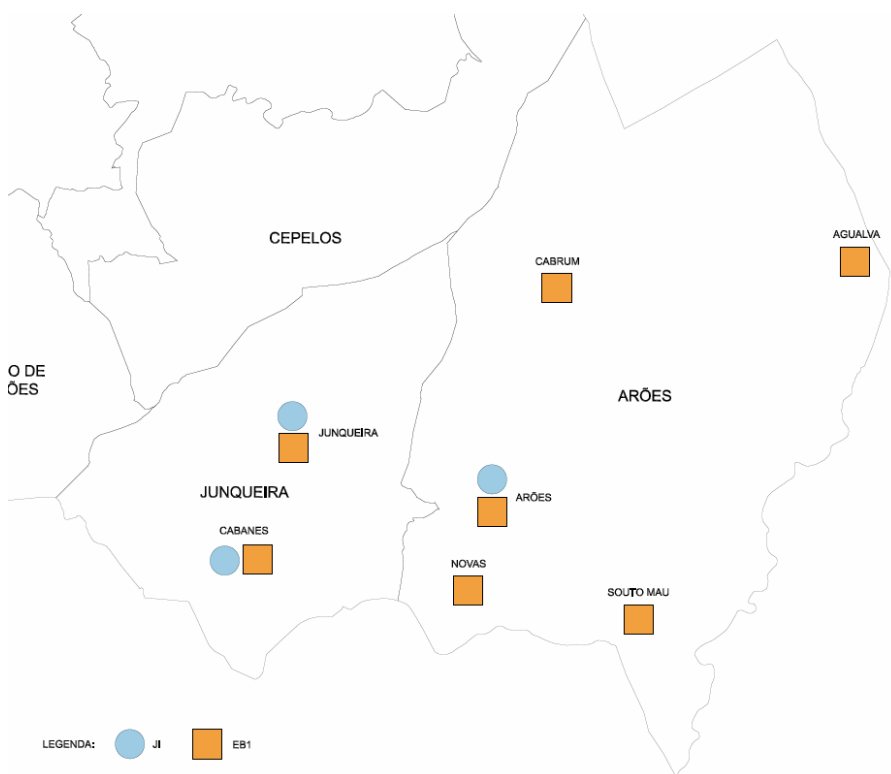 CEPELOS
AGUALVA
CABRUM
O DE
ÕES
ARÕES
JUNQUEIRA
JUNQUEIRA
ARÕES
CABANES
NOVAS
SOUTO MAU
LEGENDA: JI EB1